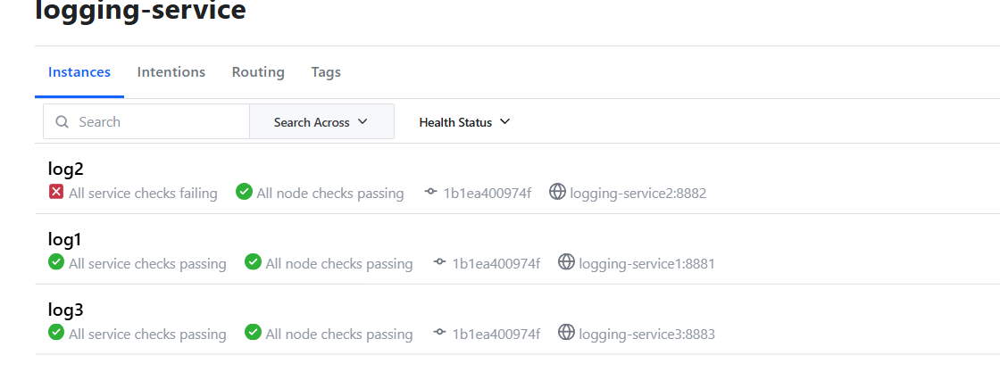 logging-service
Instances Intentions Routing Tags
Search Search Across Health Status
log2
All service checks failing All node checks passing 1b1ea400974f logging-service2:8882
log1
All service checks passing All node checks passing 1b1ea400974f logging-service1:8881
log3
All service checks passing All node checks passing 1b1ea400974f logging-service3:8883